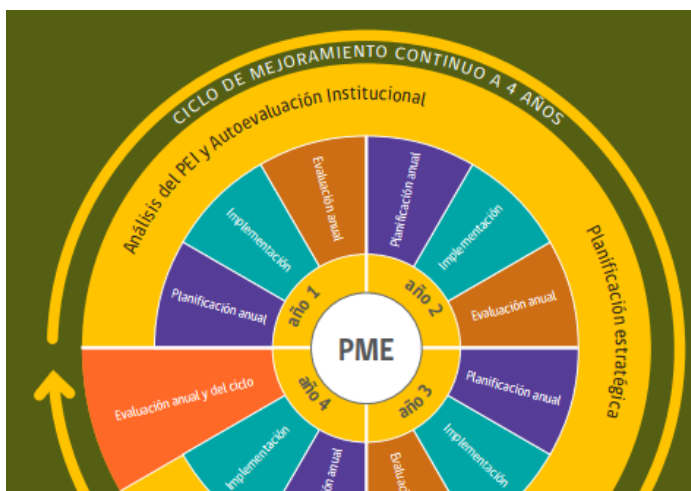 CICLO DE MEJORAMIENTO CONTINUO A 4 AÑOS
Análisis del PEI y Autoevaluación Institucional
Planificación estratégica
Planificación anual
Implementación
Evaluación anual
año 1
Planificación anual
Implementación
Evaluación anual
año 2
Planificación anual
Implementación
año 3
anual
Implementación
Evaluación anual y del ciclo
año 4
PME